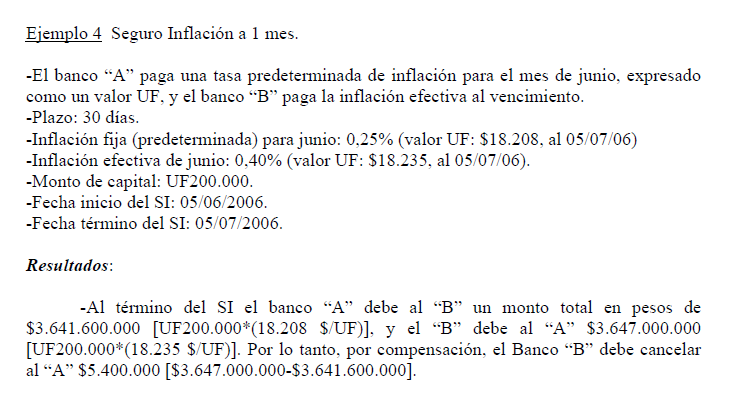 Ejemplo 4  Seguro Inflación a 1 mes.
-El banco “A” paga una tasa predeterminada de inflación para el mes de junio, expresado
como un valor UF, y el banco “B” paga la inflación efectiva al vencimiento.
-Plazo: 30 días.
-Inflación fija (predeterminada) para junio: 0,25% (valor UF: $18.208, al 05/07/06)
-Inflación efectiva de junio: 0,40% (valor UF: $18.235, al 05/07/06).
-Monto de capital: UF200.000.
-Fecha inicio del SI: 05/06/2006.
-Fecha término del SI: 05/07/2006.
Resultados:
-Al término del SI el banco “A” debe al “B” un monto total en pesos de
$3.641.600.000 [UF200.000*(18.208 $/UF)], y el “B” debe al “A” $3.647.000.000
[UF200.000*(18.235 $/UF)]. Por lo tanto, por compensación, el Banco “B” debe cancelar
al “A” $5.400.000 [$3.647.000.000-$3.641.600.000].